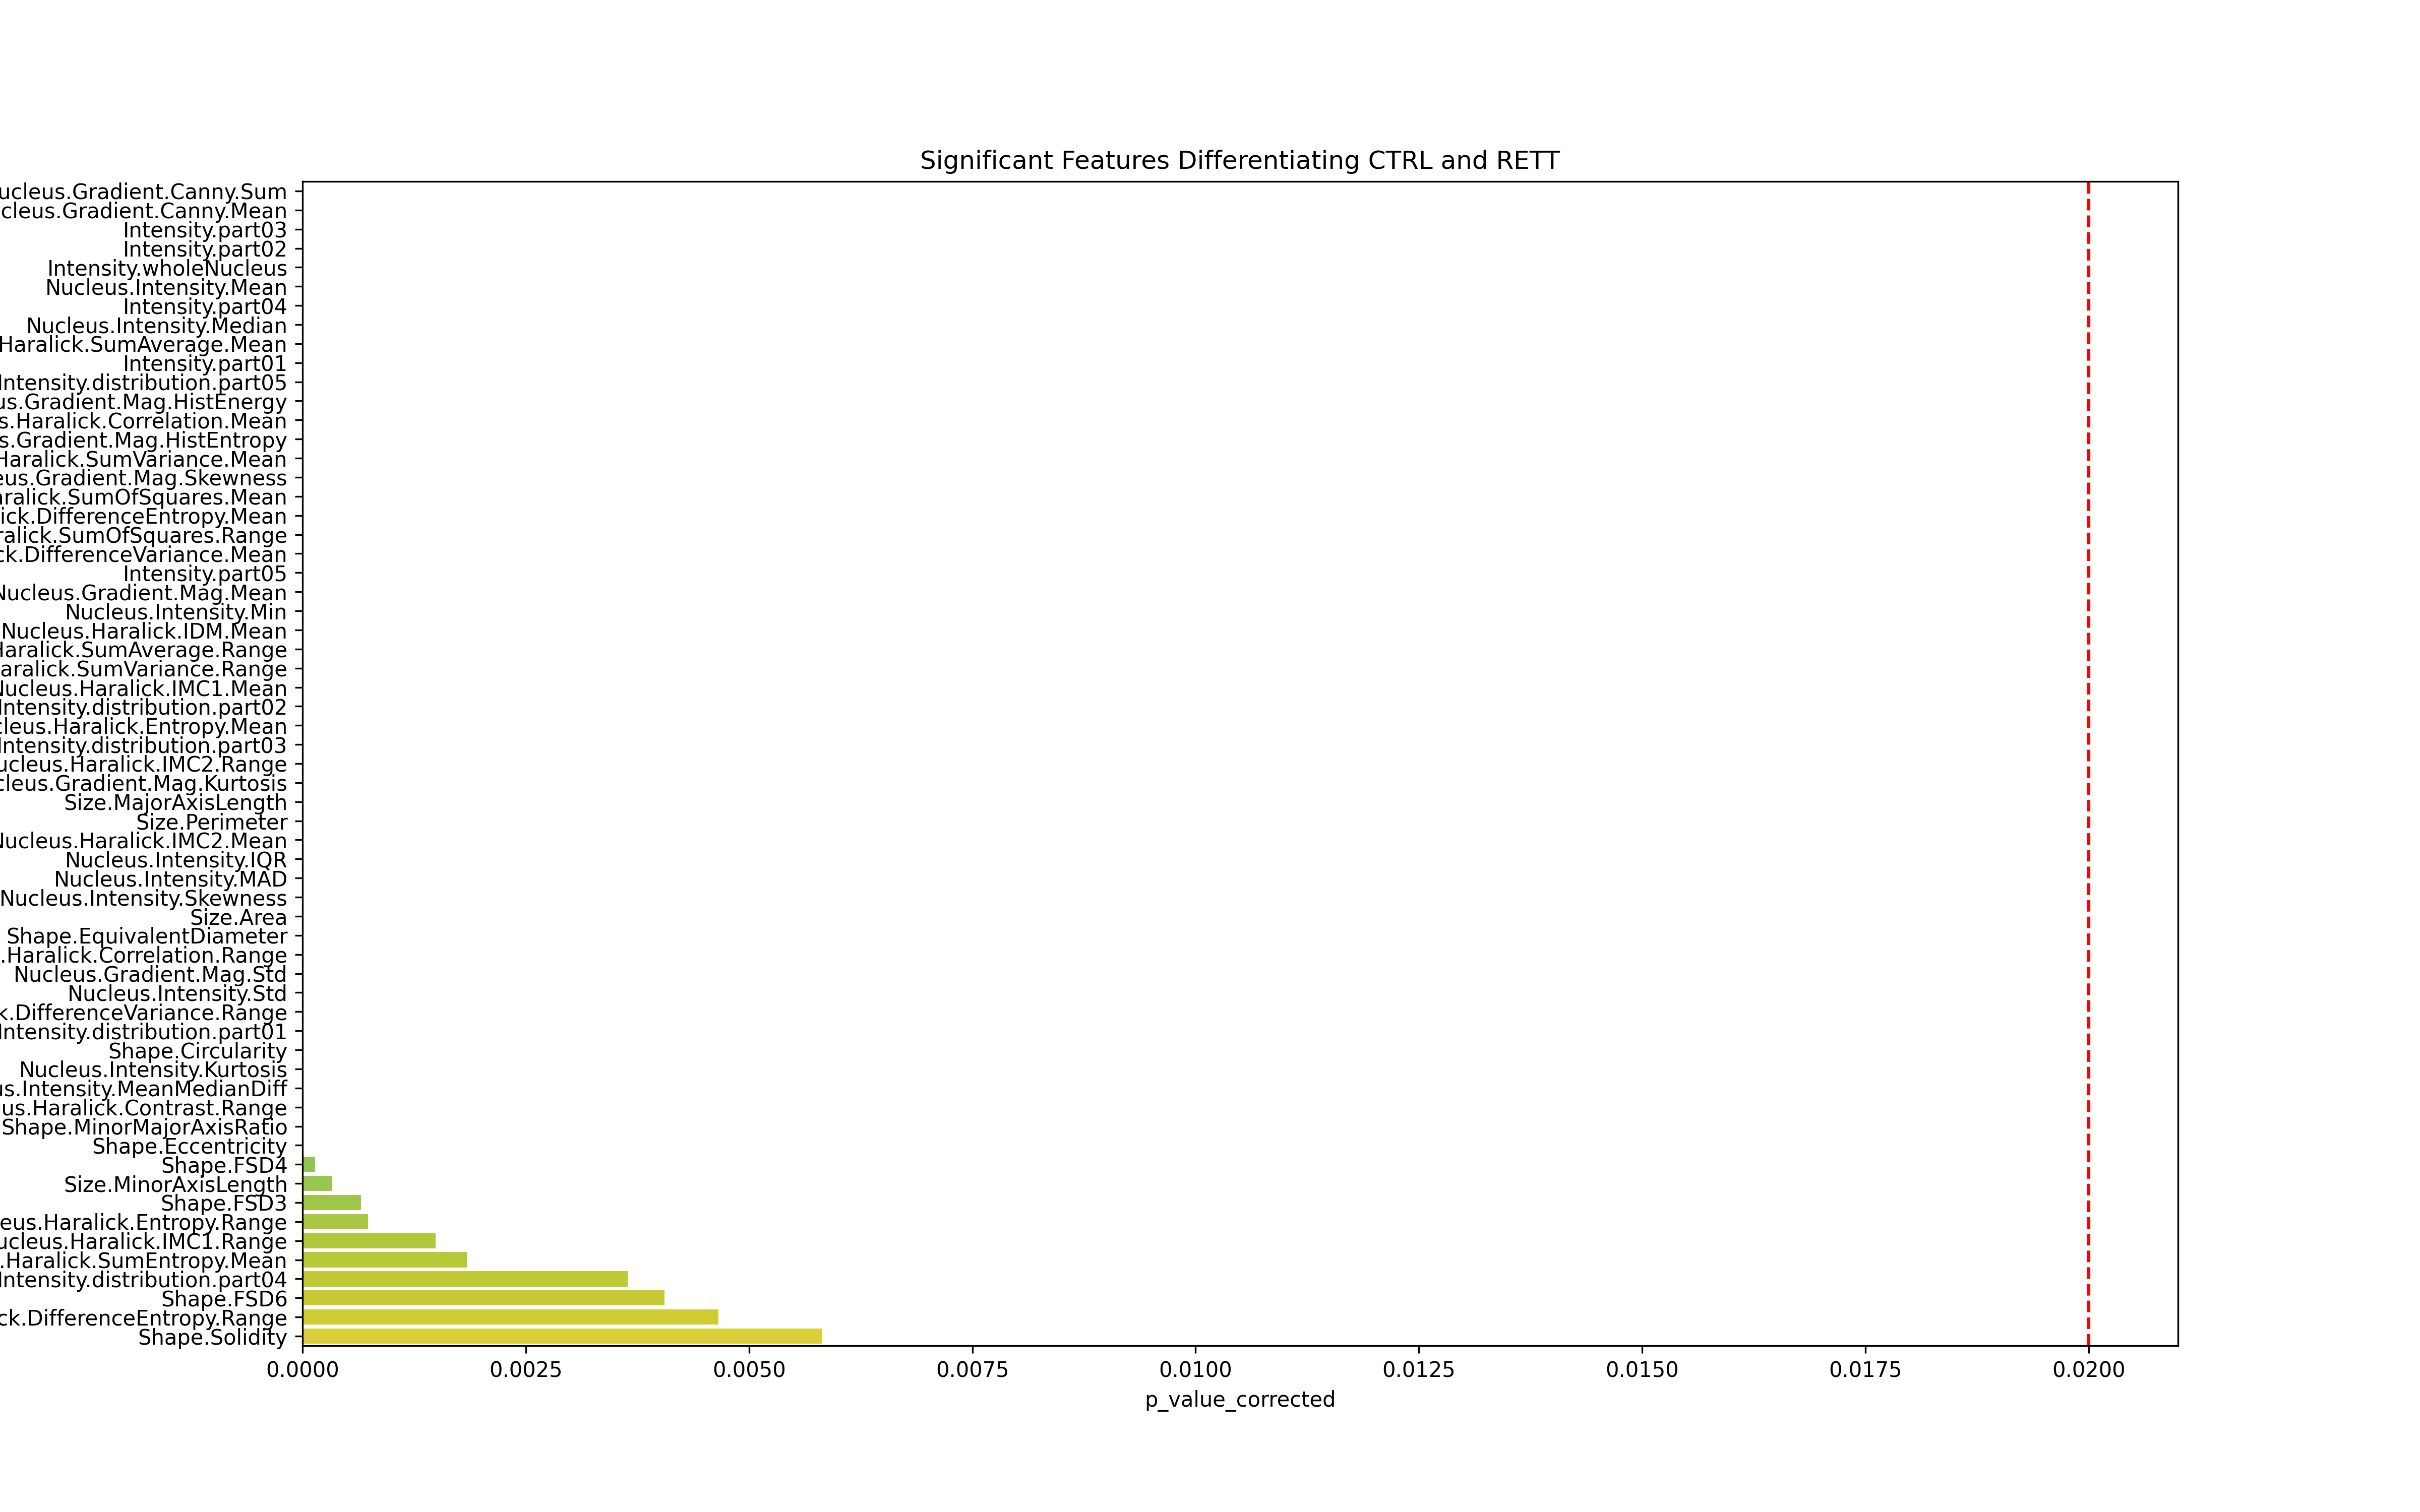 Significant Features Differentiating CTRL and RETT
ucleus.Gradient.Canny.Sum
cleus.Gradient.Canny.Mean
Intensity.part03
Intensity.part02
Intensity.wholeNucleus
Nucleus.Intensity.Mean
Intensity.part04
Nucleus.Intensity.Median
Haralick.SumAverage.Mean
Intensity.part01
Intensity.distribution.part05
us.Gradient.Mag.HistEnergy
s.Haralick.Correlation.Mean
s.Gradient.Mag.HistEntropy
Haralick.SumVariance.Mean
eus.Gradient.Mag.Skewness
aralick.SumOfSquares.Mean
ick.DifferenceEntropy.Mean
ralick.SumOfSquares.Range
ck.DifferenceVariance.Mean
Intensity.part05
Nucleus.Gradient.Mag.Mean
Nucleus.Intensity.Min
Nucleus.Haralick.IDM.Mean
Haralick.SumAverage.Range
aralick.SumVariance.Range
Nucleus.Haralick.IMC1.Mean
Intensity.distribution.part02
cleus.Haralick.Entropy.Mean
Intensity.distribution.part03
ucleus.Haralick.IMC2.Range
cleus.Gradient.Mag.Kurtosis
Size.MajorAxisLength
Size.Perimeter
Nucleus.Haralick.IMC2.Mean
Nucleus.Intensity.IQR
Nucleus.Intensity.MAD
Nucleus.Intensity.Skewness
Size.Area
Shape.EquivalentDiameter
.Haralick.Correlation.Range
Nucleus.Gradient.Mag.Std
Nucleus.Intensity.Std
k.DifferenceVariance.Range
Intensity.distribution.part01
Shape.Circularity
Nucleus.Intensity.Kurtosis
us.Intensity.MeanMedianDiff
us.Haralick.Contrast.Range
Shape.MinorMajorAxisRatio
Shape.Eccentricity
Shape.FSD4
Size.MinorAxisLength
Shape.FSD3
eus.Haralick.Entropy.Range
ucleus.Haralick.IMC1.Range
.Haralick.SumEntropy.Mean
Intensity.distribution.part04
Shape.FSD6
ck.DifferenceEntropy.Range
Shape.Solidity
0.0000 0.0025 0.0050 0.0075 0.0100 0.0125 0.0150 0.0175 0.0200
p_value_corrected